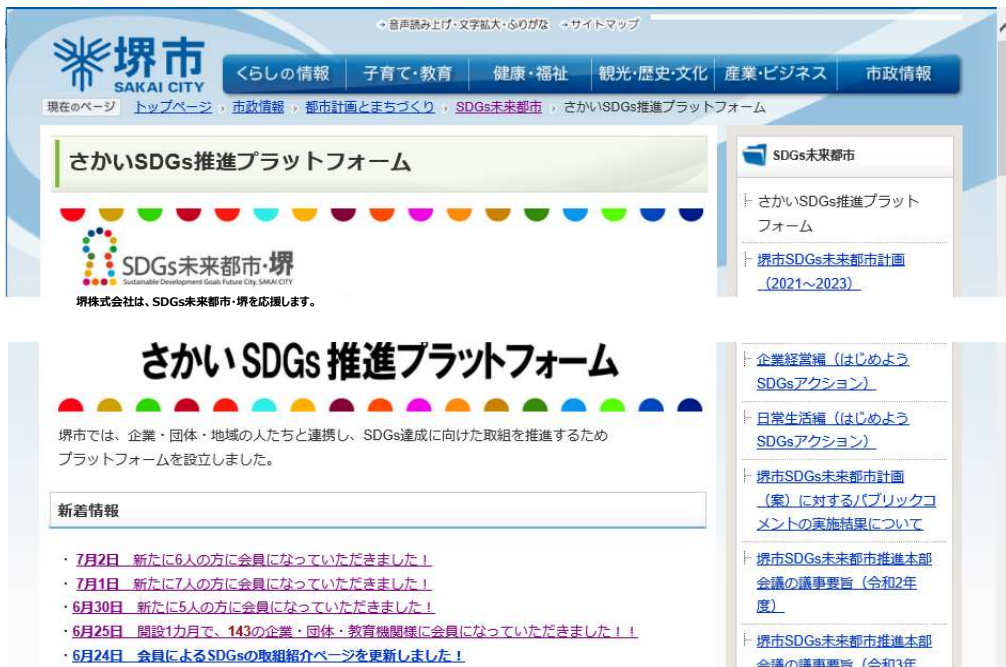 音声読み上げ・文字拡大・ふりがな サイトマップ
堺市
SAKAI CITY
くらしの情報 子育て・教育 健康・福祉 観光・歴史・文化 産業・ビジネス 市政情報
現在のページ トップページ 市政情報 都市計画とまちづくり SDGs未来都市 さかいSDGs推進プラットフォーム
さかいSDGs推進プラットフォーム
SDGs未来都市・堺
Sustainable Development Goals Future City, SAKAI CITY
堺株式会社は、SDGs未来都市・堺を応援します。
さかい SDGs 推進プラットフォーム
堺市では、企業・団体・地域の人たちと連携し、SDGs達成に向けた取組を推進するため
プラットフォームを設立しました。
新着情報
・7月2日 新たに6人の方に会員になっていただきました！
・7月1日 新たに7人の方に会員になっていただきました！
・6月30日 新たに5人の方に会員になっていただきました！
・6月25日 開設1カ月で、143の企業・団体・教育機関様に会員になっていただきました！！
・6月24日 会員によるSDGsの取組紹介ページを更新しました！
SDGs未来都市
さかいSDGs推進プラット
フォーム
堺市SDGs未来都市計画
（2021～2023）
企業経営編（はじめよう
SDGsアクション）
日常生活編（はじめよう
SDGsアクション）
堺市SDGs未来都市計画
（案）に対するパブリックコ
メントの実施結果について
堺市SDGs未来都市推進本部
会議の議事要旨（令和2年
度）
堺市SDGs未来都市推進本部
会議の議事要旨（令和3年